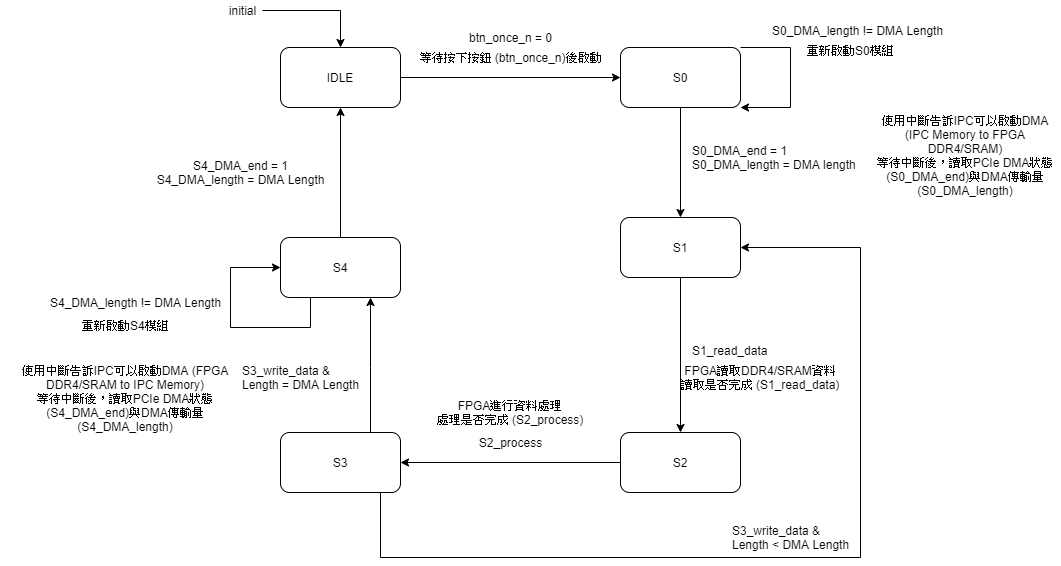 initial
IDLE
btn_once_n = 0
等待按下按鈕 (btn_once_n)後啟動
S0
S0_DMA_length != DMA Length
重新啟動S0模組
使用中斷告訴IPC可以啟動DMA
(IPC Memory to FPGA
DDR4/SRAM)
等待中斷後，讀取PCIe DMA狀態
(S0_DMA_end)與DMA傳輸量
(S0_DMA_length)
S0_DMA_end = 1
S0_DMA_length = DMA length
S4_DMA_end = 1
S4_DMA_length = DMA Length
S1
S4
S4_DMA_length != DMA Length
重新啟動S4模組
使用中斷告訴IPC可以啟動DMA (FPGA
DDR4/SRAM to IPC Memory)
等待中斷後，讀取PCIe DMA狀態
(S4_DMA_end)與DMA傳輸量
(S4_DMA_length)
S3_write_data &
Length = DMA Length
S1_read_data
FPGA讀取DDR4/SRAM資料
讀取是否完成 (S1_read_data)
FPGA進行資料處理
處理是否完成 (S2_process)
S2_process
S3
S2
S3_write_data &
Length < DMA Length